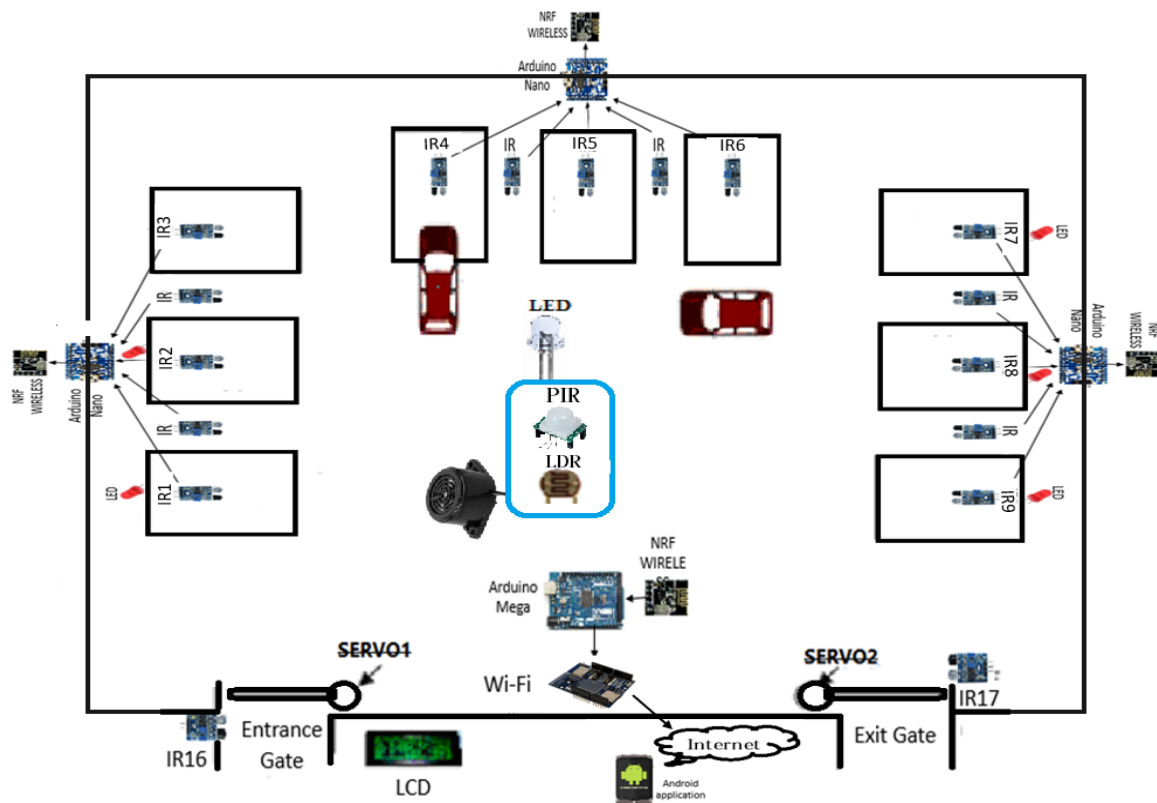 NRF
WIRELESS
Arduino
Nano
IR4
IR
IR5
IR
IR6
IR3
IR
IR2
IR
IR1
LED
NRF
WIRELESS
Arduino
Nano
LED
PIR
LDR
IR7
LED
IR
IR8
IR
IR9
LED
Arduino
Nano
NRF
WIRELESS
NRF
WIRELE
Arduino
Mega
SERVO1
SERVO2
Wi-Fi
IR16
Entrance
Gate
LCD
Internet
Android
application
Exit Gate
IR17